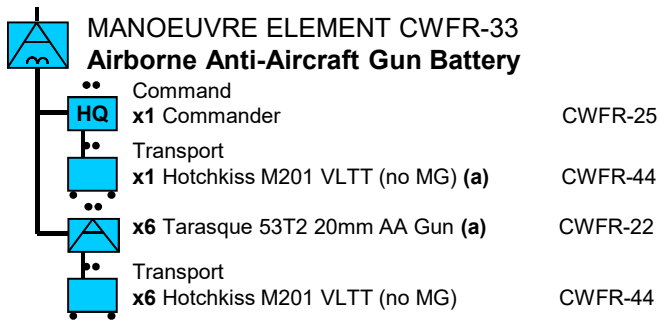 MANOEUVRE ELEMENT CWFR-33
Airborne Anti-Aircraft Gun Battery
Command
HQ x1 Commander CWFR-25
Transport
x1 Hotchkiss M201 VLTT (no MG) (a) CWFR-44
x6 Tarasque 53T2 20mm AA Gun (a) CWFR-22
Transport
x6 Hotchkiss M201 VLTT (no MG) CWFR-44